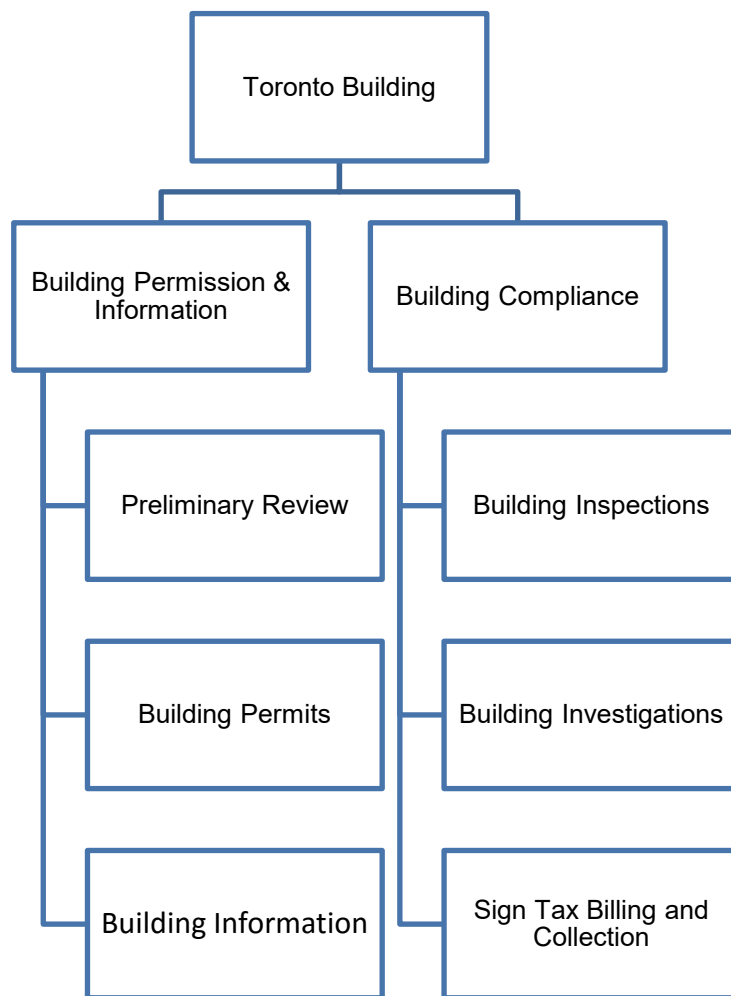 Toronto Building
Building Permission &
Information
Building Compliance
Preliminary Review
Building Inspections
Building Permits
Building Investigations
Building Information
Sign Tax Billing and
Collection